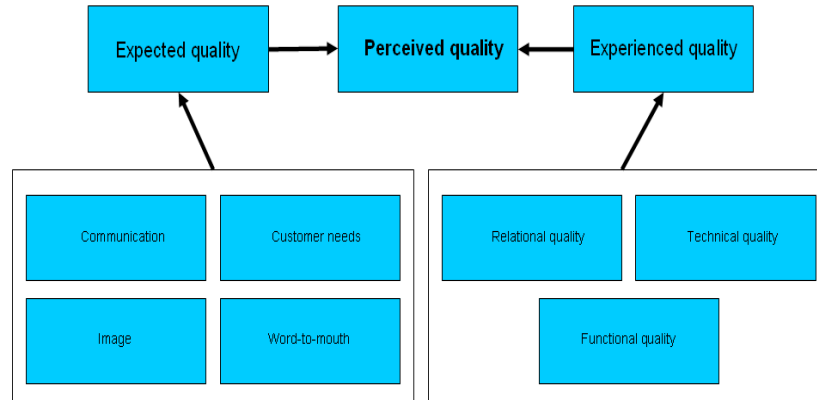 Expected quality
Perceived quality
Experienced quality
Communication
Customer needs
Relational quality
Technical quality
Image
Word-to-mouth
Functional quality